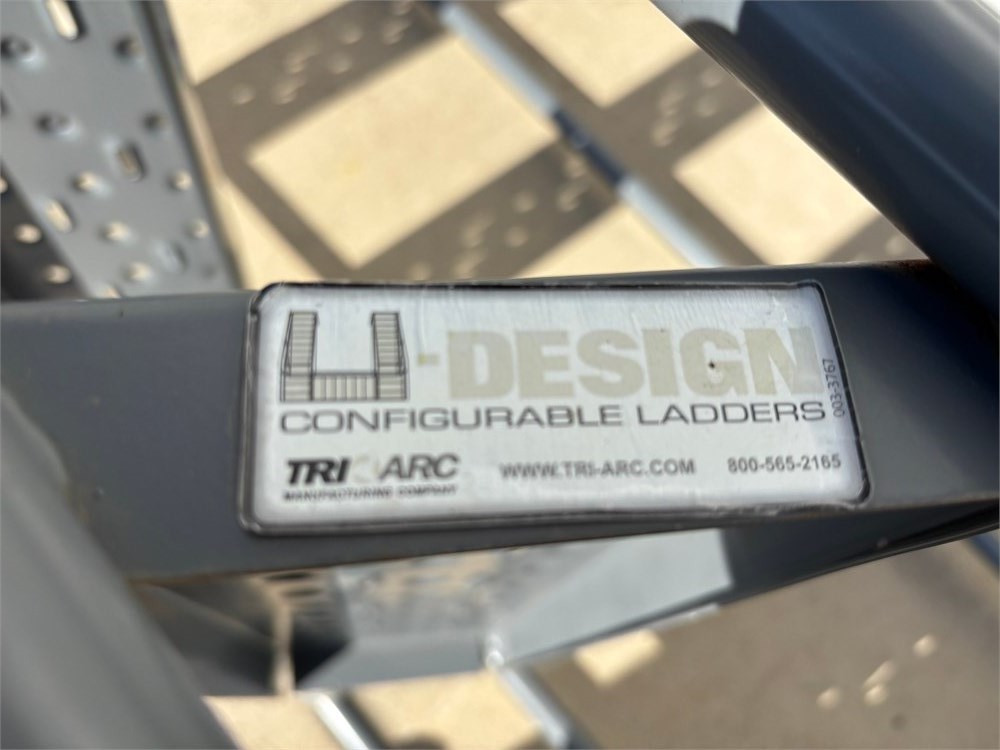 U-DESIGN
CONFIGURABLE LADDERS
003-3767
TRI ARC WWW.TRI-ARC.COM 800-565-2165
MANUFACTURING COMPANY